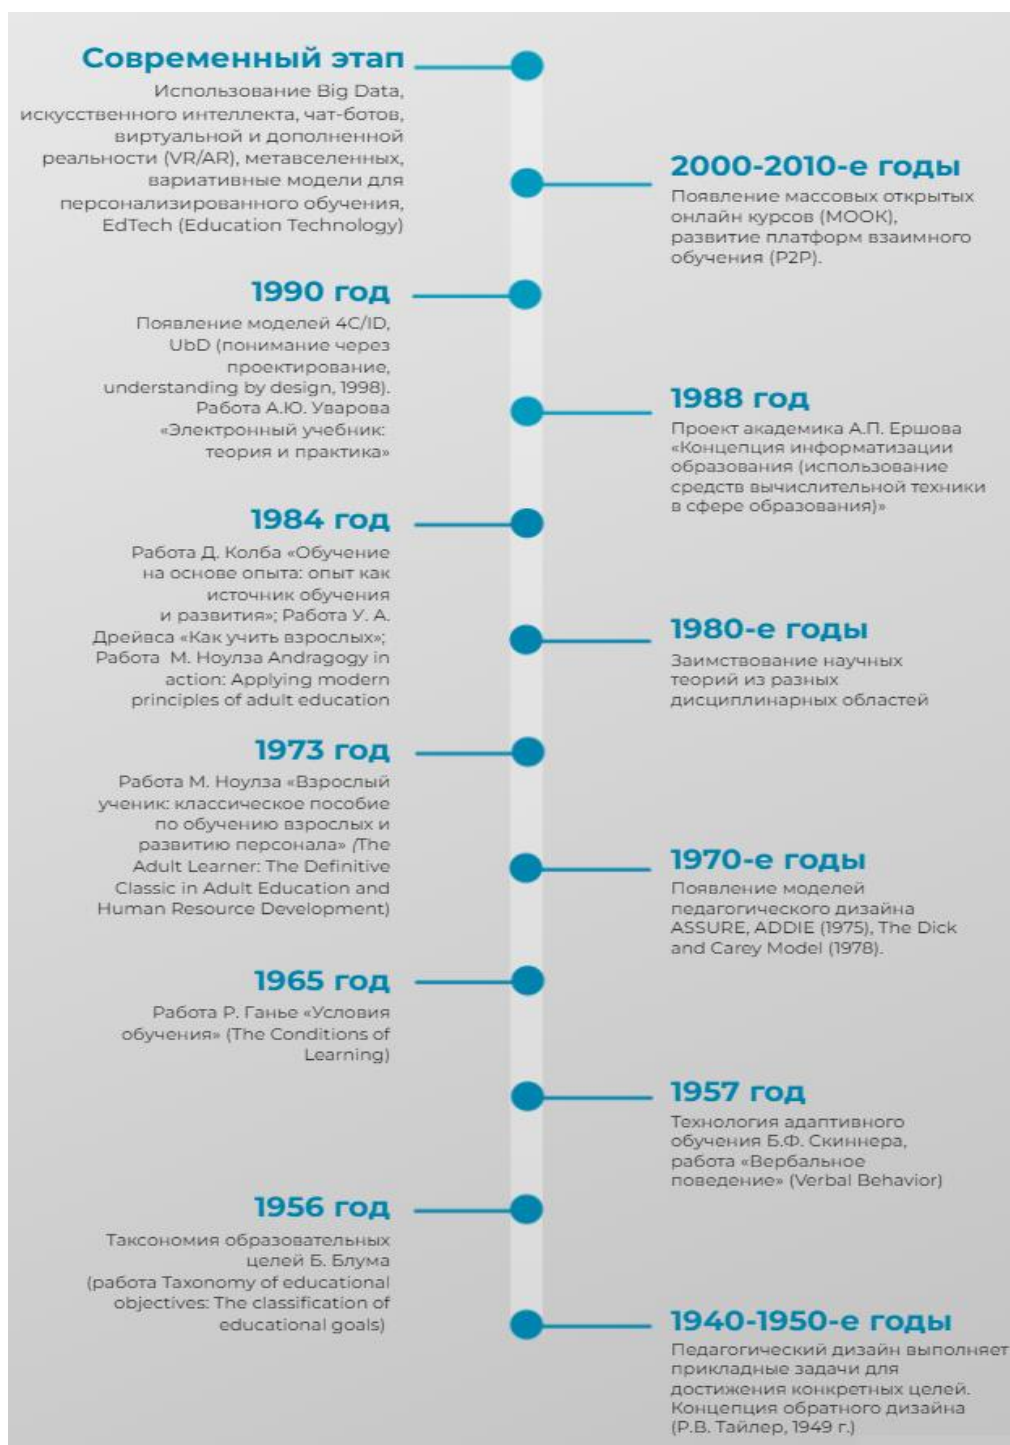 Современный этап
Использование Big Data,
искусственного интеллекта, чат-ботов,
виртуальной и дополненной
реальности (VR/AR), метавселенных,
вариативные модели для
персонализированного обучения,
EdTech (Education Technology)
2000-2010-е годы
Появление массовых открытых
онлайн курсов (МООК),
развитие платформ взаимного
обучения (P2P).
1990 год
Появление моделей 4C/ID,
UbD (понимание через
проектирование,
understanding by design, 1998).
Работа А.Ю. Уварова
«Электронный учебник:
теория и практика»
1988 год
Проект академика А.П. Ершова
«Концепция информатизации
образования (использование
средств вычислительной техники
в сфере образования)»
1984 год
Работа Д. Колба «Обучение
на основе опыта: опыт как
источник обучения
и развития»; Работа У. А.
Дрейвса «Как учить взрослых»;
Работа М. Ноулза Andragogy in
action: Applying modern
principles of adult education
1980-е годы
Заимствование научных
теорий из разных
дисциплинарных областей
1973 год
Работа М. Ноулза «Взрослый
ученик: классическое пособие
по обучению взрослых и
развитию персонала» (The
Adult Learner: The Definitive
Classic in Adult Education and
Human Resource Development)
1970-е годы
Появление моделей
педагогического дизайна
ASSURE, ADDIE (1975), The Dick
and Carey Model (1978).
1965 год
Работа Р. Ганье «Условия
обучения» (The Conditions of
Learning)
1957 год
Технология адаптивного
обучения Б.Ф. Скиннера,
работа «Вербальное
поведение» (Verbal Behavior)
1956 год
Таксономия образовательных
целей Б. Блума
(работа Taxonomy of educational
objectives: The classification of
educational goals)
1940-1950-е годы
Педагогический дизайн выполняет
прикладные задачи для
достижения конкретных целей.
Концепция обратного дизайна
(Р.В. Тайлер, 1949 г.)